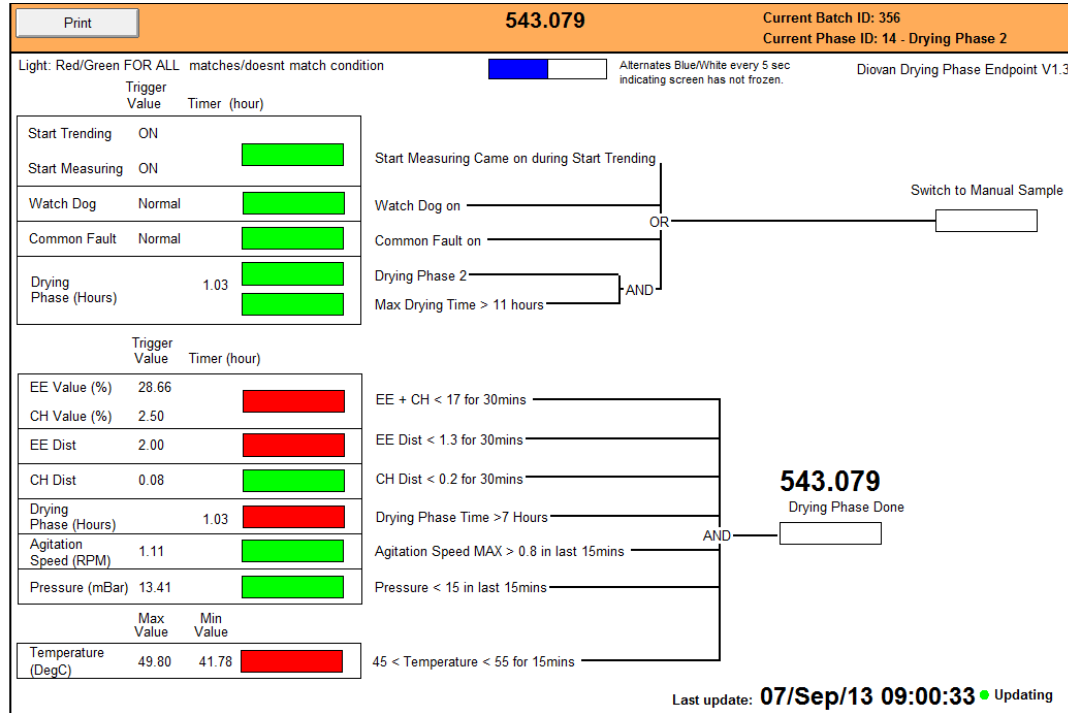 Print
543.079
Current Batch ID: 356
Current Phase ID: 14 - Drying Phase 2
Light: Red/Green FOR ALL matches/doesnt match condition
Alternates Blue/White every 5 sec
indicating screen has not frozen.
Diovan Drying Phase Endpoint V1.3
Trigger
Value Timer (hour)
Start Trending ON
Start Measuring ON
Start Measuring Came on during Start Trending
Watch Dog Normal
Watch Dog on
Common Fault Normal
Common Fault on
Drying
Phase (Hours) 1.03
Drying Phase 2
Max Drying Time > 11 hours
AND
OR
Switch to Manual Sample
Trigger
Value Timer (hour)
EE Value (%) 28.66
CH Value (%) 2.50
EE + CH < 17 for 30mins
EE Dist 2.00
EE Dist < 1.3 for 30mins
CH Dist 0.08
CH Dist < 0.2 for 30mins
Drying
Phase (Hours) 1.03
Drying Phase Time >7 Hours
Agitation
Speed (RPM) 1.11
Agitation Speed MAX > 0.8 in last 15mins
Pressure (mBar) 13.41
Pressure < 15 in last 15mins
Max
Value
Min
Value
Temperature
(DegC) 49.80 41.78
45 < Temperature < 55 for 15mins
AND
543.079
Drying Phase Done
Last update: 07/Sep/13 09:00:33 Updating